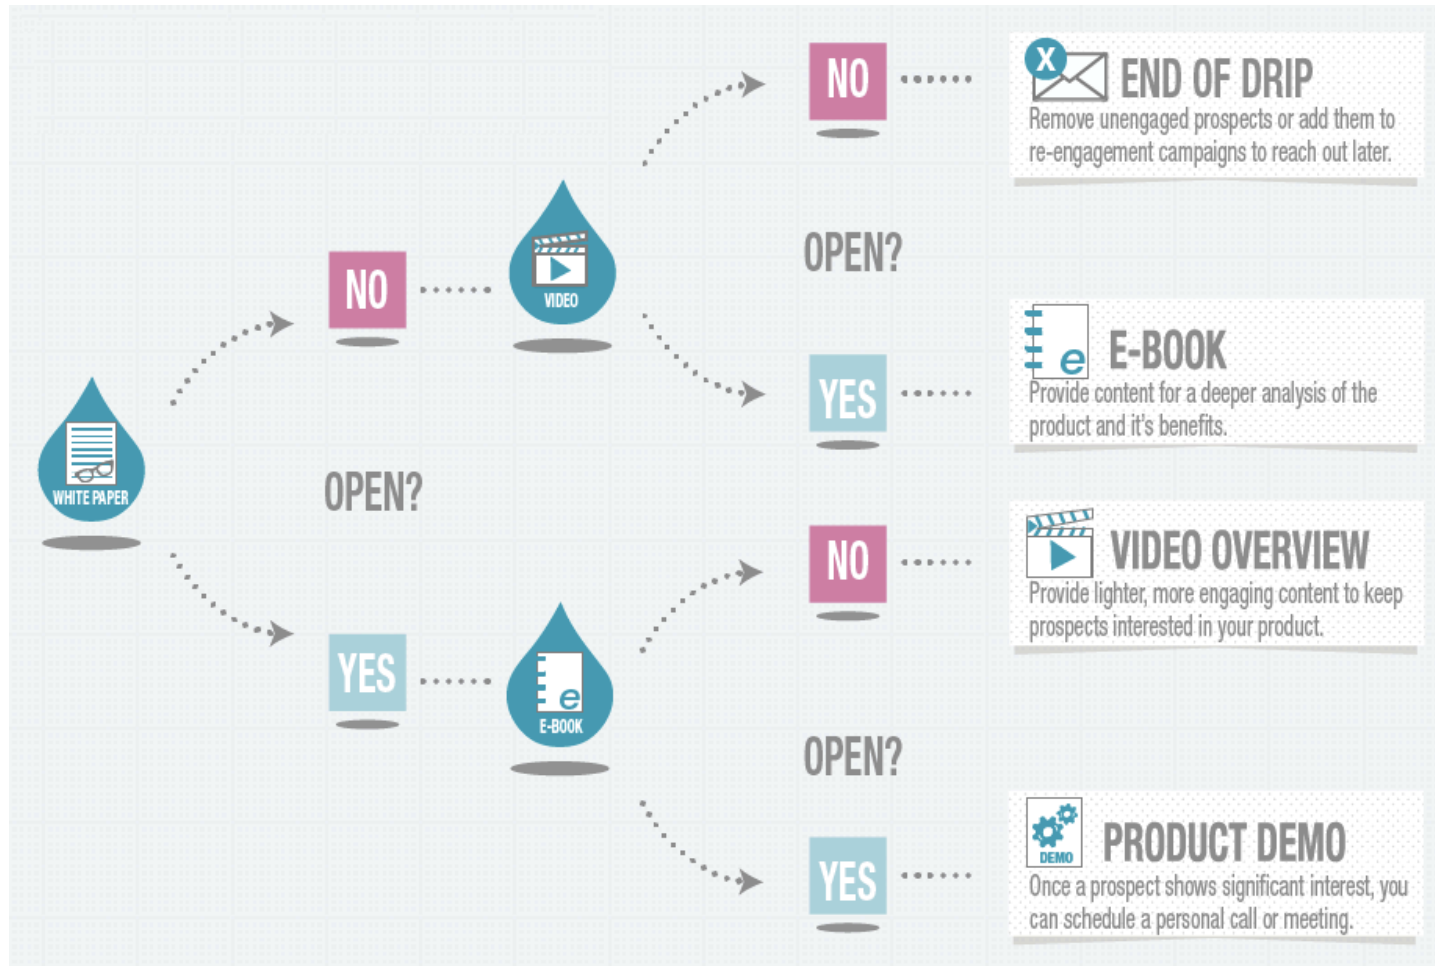 WHITE PAPER
OPEN?
NO
VIDEO
OPEN?
NO
X
END OF DRIP
Remove unengaged prospects or add them to
re-engagement campaigns to reach out later.
YES
e
E-BOOK
Provide content for a deeper analysis of the
product and it's benefits.
YES
e
E-BOOK
OPEN?
NO
VIDEO OVERVIEW
Provide lighter, more engaging content to keep
prospects interested in your product.
YES
DEMO
PRODUCT DEMO
Once a prospect shows significant interest, you
can schedule a personal call or meeting.